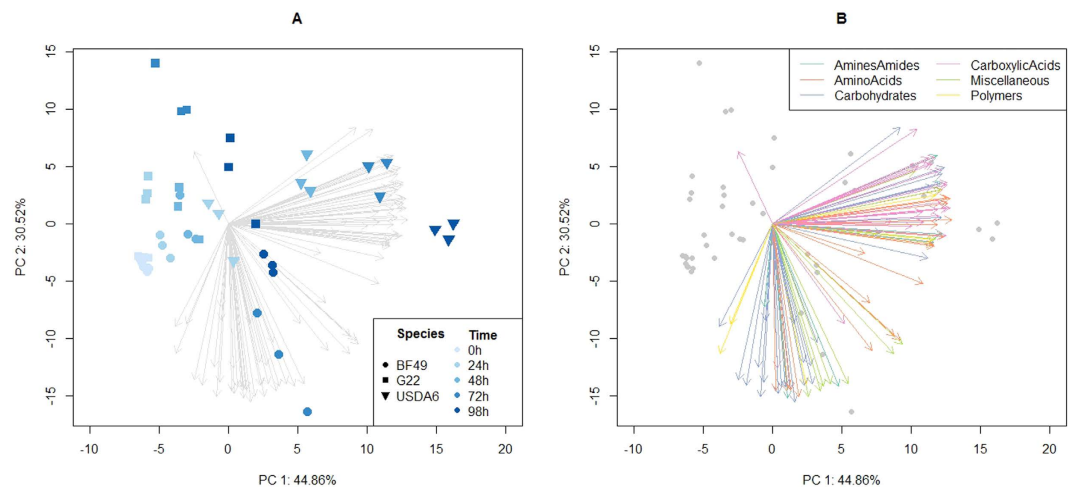 A
15
10
5
0
-5
-10
-15
PC 2: 30.52%
-10
-5
0
5
10
15
20
PC 1: 44.86%
Species
BF49
G22
USDA6
Time
0h
24h
48h
72h
98h
B
15
10
5
0
-5
-10
-15
PC 2: 30.52%
-10
-5
0
5
10
15
20
PC 1: 44.86%
AminesAmides
AminoAcids
Carbohydrates
CarboxylicAcids
Miscellaneous
Polymers